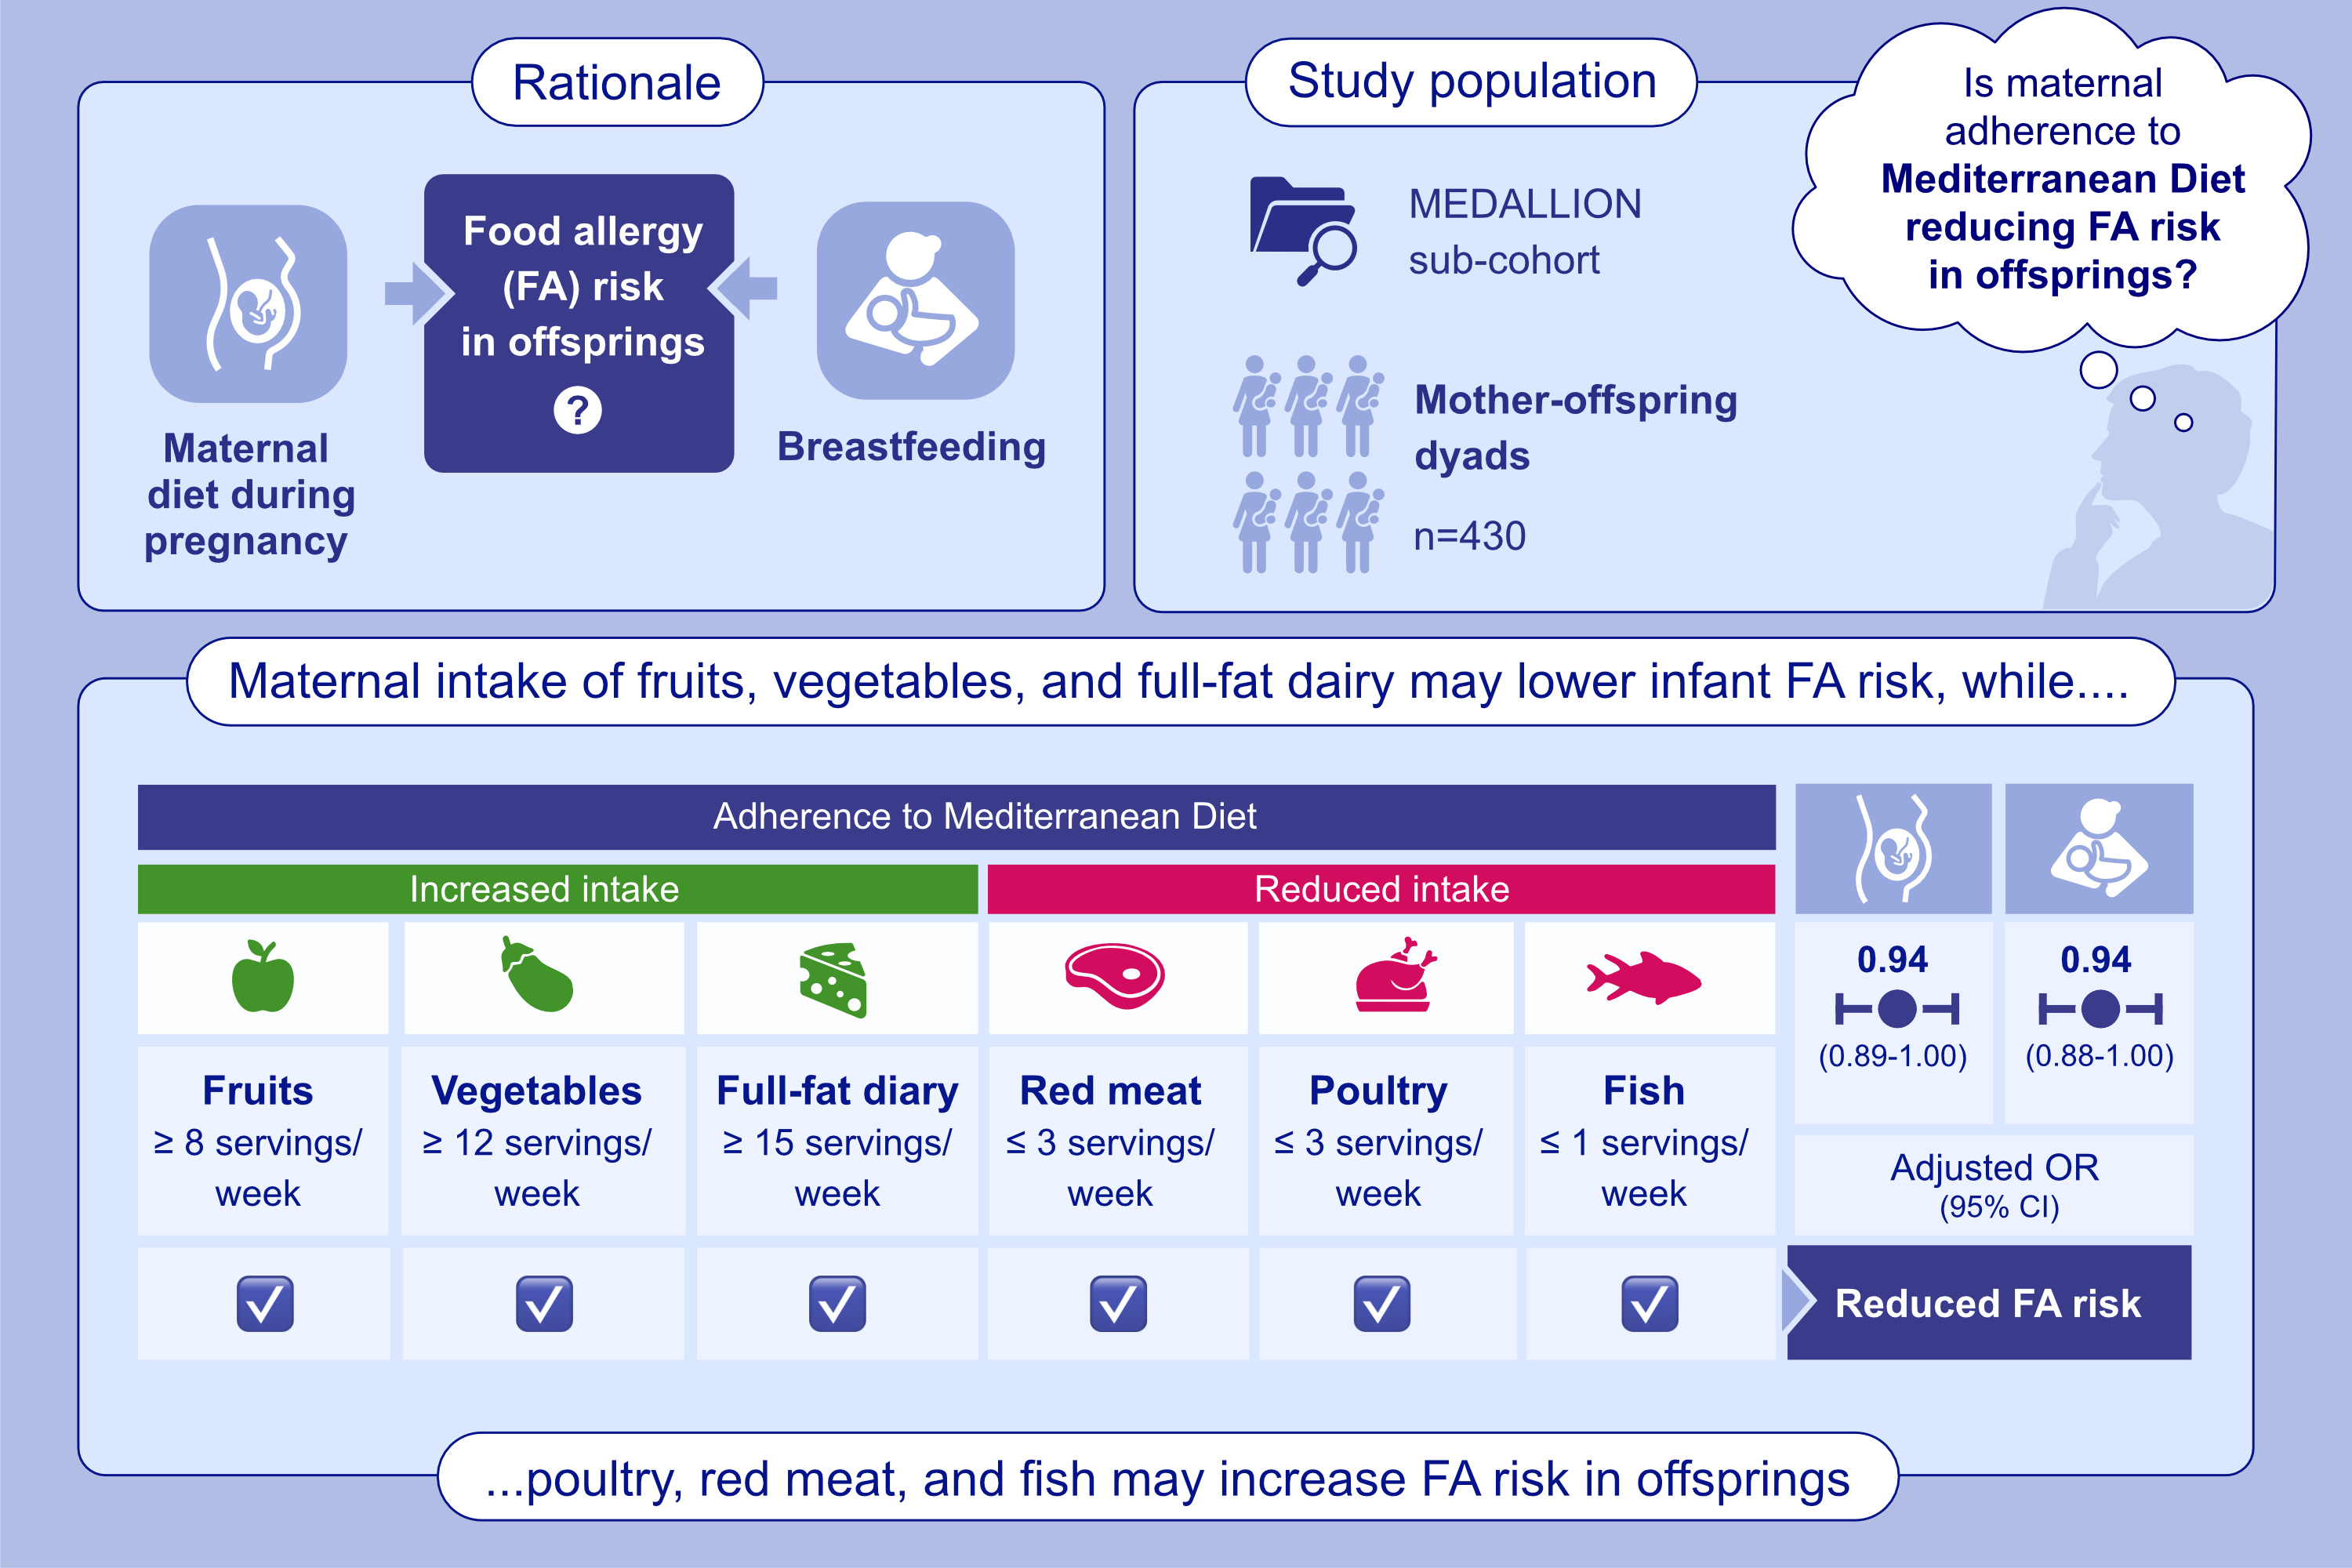 Rationale
Maternal
diet during
pregnancy
Food allergy
(FA) risk
in offsprings
?
Breastfeeding
Study population
MEDALLION
sub-cohort
Mother-offspring
dyads
n=430
Is maternal
adherence to
Mediterranean Diet
reducing FA risk
in offsprings?
Maternal intake of fruits, vegetables, and full-fat dairy may lower infant FA risk, while....
Adherence to Mediterranean Diet
Increased intake
Reduced intake
Fruits
≥ 8 servings/
week
Vegetables
≥ 12 servings/
week
Full-fat diary
≥ 15 servings/
week
Red meat
≤ 3 servings/
week
Poultry
≤ 3 servings/
week
Fish
≤ 1 servings/
week
0.94
(0.89-1.00)
0.94
(0.88-1.00)
Adjusted OR
(95% CI)
Reduced FA risk
...poultry, red meat, and fish may increase FA risk in offsprings